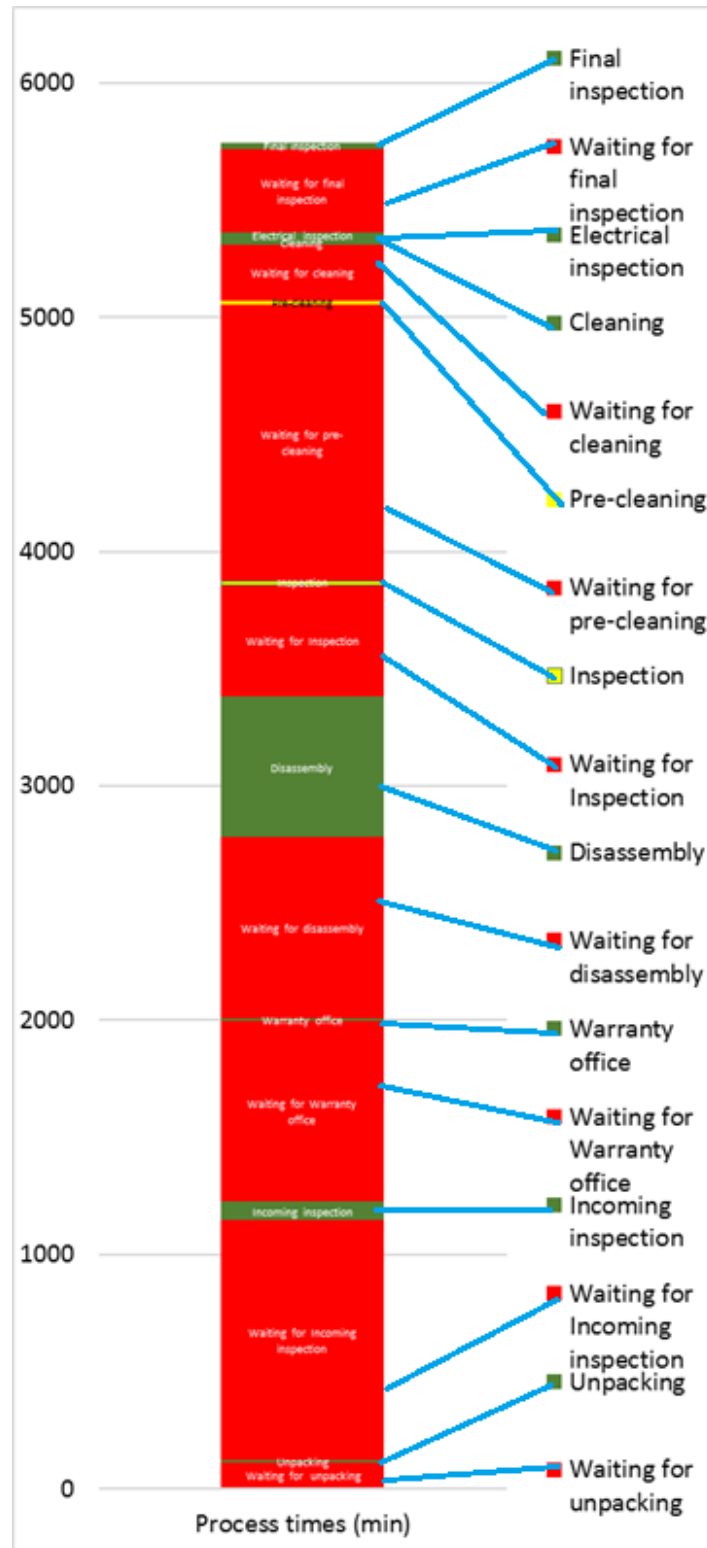 6000
5000
4000
3000
2000
1000
0
Final inspection
Waiting for final
inspection
Electrical inspection
Cleaning
Waiting for cleaning
Pre-cleaning
Waiting for pre-
cleaning
Inspection
Waiting for Inspection
Disassembly
Waiting for disassembly
Warranty office
Waiting for Warranty
office
Incoming inspection
Waiting for Incoming
inspection
Unpacking
Waiting for unpacking
Process times (min)
Final
inspection
Waiting for
final
inspection
Electrical
inspection
Cleaning
Waiting for
cleaning
Pre-cleaning
Waiting for
pre-cleaning
Inspection
Waiting for
Inspection
Disassembly
Waiting for
disassembly
Warranty
office
Waiting for
Warranty
office
Incoming
inspection
Waiting for
Incoming
inspection
Unpacking
Waiting for
unpacking